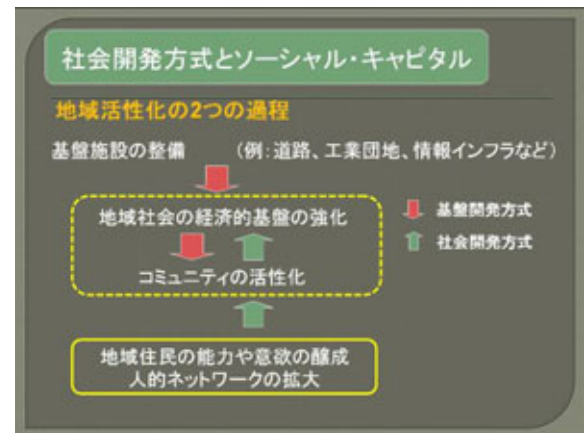 社会開発方式とソーシャル・キャピタル
地域活性化の2つの過程
基盤施設の整備　（例：道路、工業団地、情報インフラなど）
地域社会の経済的基盤の強化
コミュニティの活性化
基盤開発方式
社会開発方式
地域住民の能力や意欲の醸成
人的ネットワークの拡大